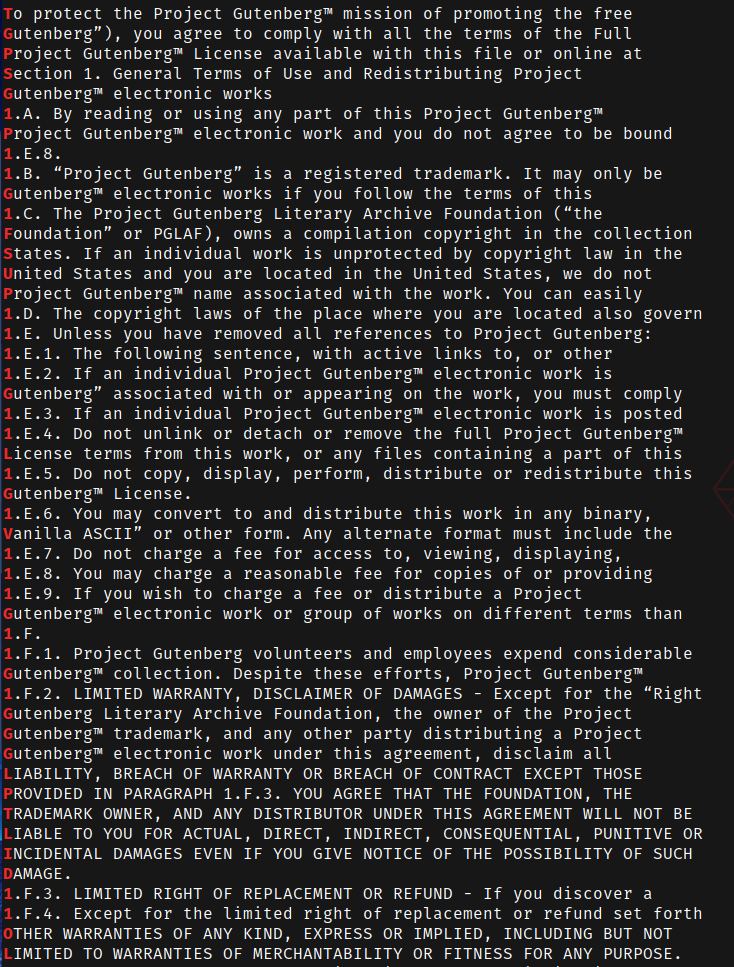 To protect the Project Gutenberg™ mission of promoting the free
Gutenberg”), you agree to comply with all the terms of the Full
Project Gutenberg™ License available with this file or online at
Section 1. General Terms of Use and Redistributing Project
Gutenberg™ electronic works
1.A. By reading or using any part of this Project Gutenberg™
Project Gutenberg™ electronic work and you do not agree to be bound
1.E.8.
1.B. “Project Gutenberg” is a registered trademark. It may only be
Gutenberg™ electronic works if you follow the terms of this
1.C. The Project Gutenberg Literary Archive Foundation (“the
Foundation” or PGLAF), owns a compilation copyright in the collection
States. If an individual work is unprotected by copyright law in the
United States and you are located in the United States, we do not
Project Gutenberg™ name associated with the work. You can easily
1.D. The copyright laws of the place where you are located also govern
1.E. Unless you have removed all references to Project Gutenberg:
1.E.1. The following sentence, with active links to, or other
1.E.2. If an individual Project Gutenberg™ electronic work is
Gutenberg” associated with or appearing on the work, you must comply
1.E.3. If an individual Project Gutenberg™ electronic work is posted
1.E.4. Do not unlink or detach or remove the full Project Gutenberg™
License terms from this work, or any files containing a part of this
1.E.5. Do not copy, display, perform, distribute or redistribute this
Gutenberg™ License.
1.E.6. You may convert to and distribute this work in any binary,
Vanilla ASCII” or other form. Any alternate format must include the
1.E.7. Do not charge a fee for access to, viewing, displaying,
1.E.8. You may charge a reasonable fee for copies of or providing
1.E.9. If you wish to charge a fee or distribute a Project
Gutenberg™ electronic work or group of works on different terms than
1.F.
1.F.1. Project Gutenberg volunteers and employees expend considerable
Gutenberg™ collection. Despite these efforts, Project Gutenberg™
1.F.2. LIMITED WARRANTY, DISCLAIMER OF DAMAGES - Except for the “Right
Gutenberg Literary Archive Foundation, the owner of the Project
Gutenberg™ trademark, and any other party distributing a Project
Gutenberg™ electronic work under this agreement, disclaim all
LIABILITY, BREACH OF WARRANTY OR BREACH OF CONTRACT EXCEPT THOSE
PROVIDED IN PARAGRAPH 1.F.3. YOU AGREE THAT THE FOUNDATION, THE
TRADEMARK OWNER, AND ANY DISTRIBUTOR UNDER THIS AGREEMENT WILL NOT BE
LIABLE TO YOU FOR ACTUAL, DIRECT, INDIRECT, CONSEQUENTIAL, PUNITIVE OR
INCIDENTAL DAMAGES EVEN IF YOU GIVE NOTICE OF THE POSSIBILITY OF SUCH
DAMAGE.
1.F.3. LIMITED RIGHT OF REPLACEMENT OR REFUND - If you discover a
1.F.4. Except for the limited right of replacement or refund set forth
OTHER WARRANTIES OF ANY KIND, EXPRESS OR IMPLIED, INCLUDING BUT NOT
LIMITED TO WARRANTIES OF MERCHANTABILITY OR FITNESS FOR ANY PURPOSE.